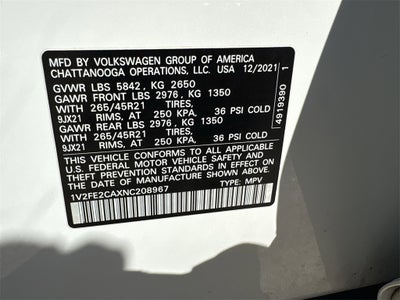 MFD BY VOLKSWAGEN GROUP OF AMERICA
CHATTANOOGA OPERATIONS, LLC. USA 12/2021
GVWR LBS 5842, KG 2650
GAWR FRONT LBS 2976, KG 1350
WITH 265/45R21 TIRES,
9JX21 RIMS, AT 250 KPA, 36 PSI COLD
GAWR REAR LBS 2976, KG 1350
WITH 265/45R21 TIRES,
9JX21 RIMS, AT 250 KPA, 36 PSI COLD
THIS VEHICLE CONFORMS TO ALL APPLICABLE
U.S. FEDERAL MOTOR VEHICLE SAFETY AND
THEFT PREVENTION STANDARDS IN EFFECT
ON THE DATE OF MANUFACTURE SHOWN ABOVE.
1V2FE2CAXNC208967 TYPE: MPV
4919390 1